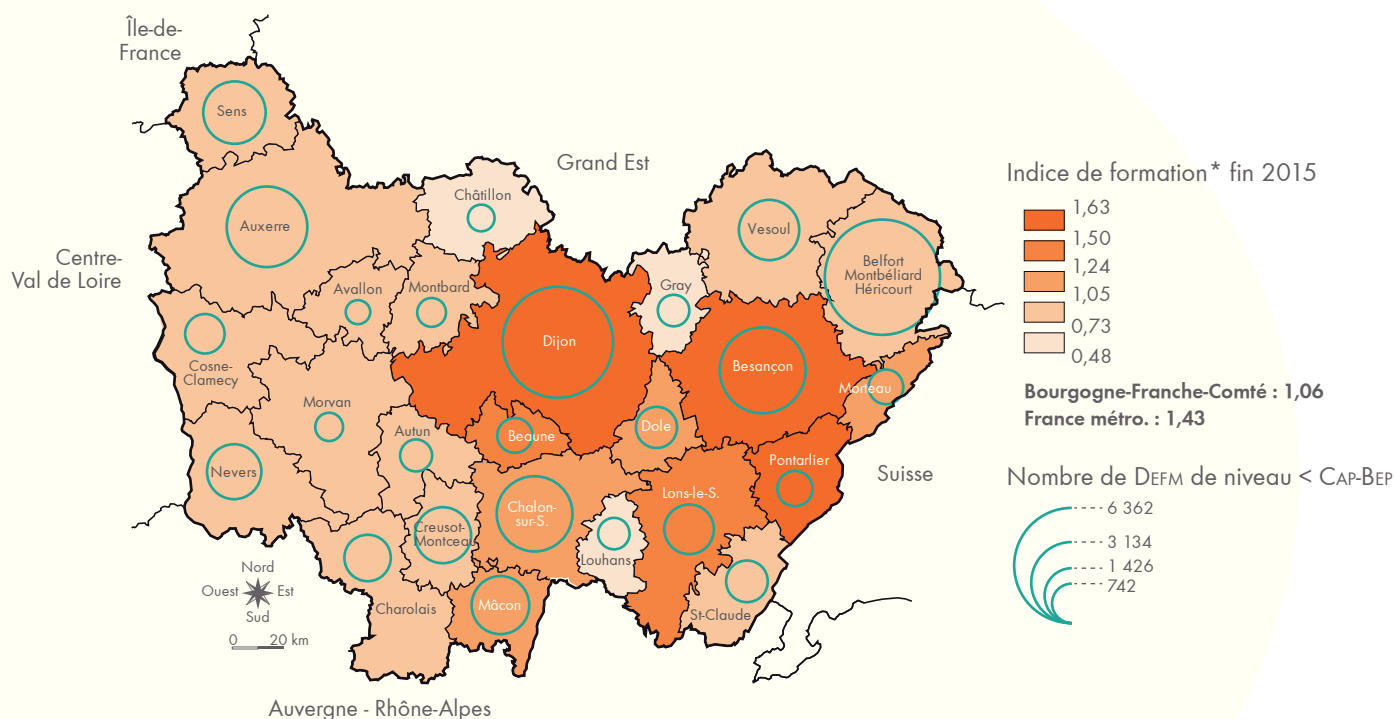 Île-de-
France
Sens
Grand Est
Châtillon
Auxerre
Vesoul
Centre-
Val de Loire
Belfort
Montbéliard
Héricourt
Avallon
Montbard
Gray
Dijon
Cosne-
Clamecy
Besançon
Morteau
Morvan
Autun
Beaune
Dole
Nevers
Pontarlier
Suisse
Chalon-
sur-S.
Lons-le-S.
Creusot-
Montceau
Louhans
Charolais
Mâcon
St-Claude
Nord
Ouest
Est
Sud
0 20 km
Auvergne - Rhône-Alpes
Indice de formation* fin 2015
1,63
1,50
1,24
1,05
0,73
0,48
Bourgogne-Franche-Comté : 1,06
France métro. : 1,43
Nombre de DEFM de niveau < CAP-BEP
6 362
3 134
1 426
742